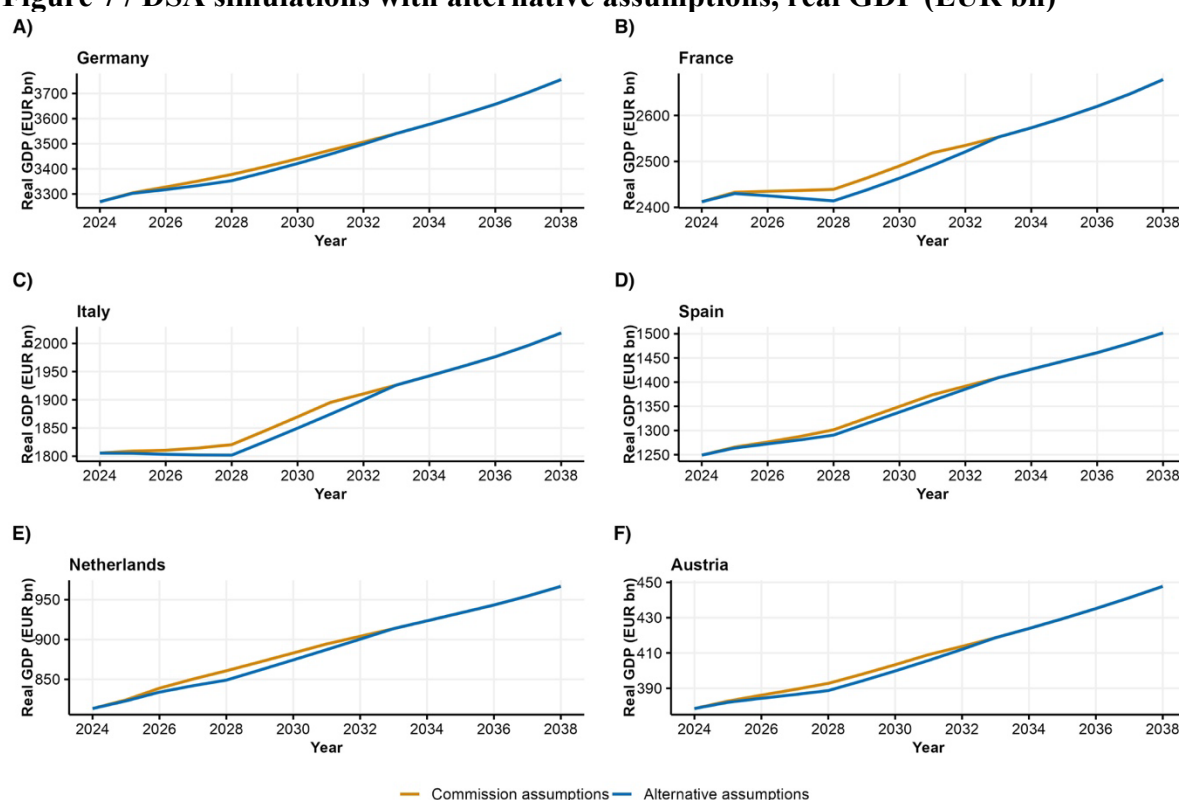 Figure 7 / DSA simulations with alternative assumptions, real GDP (EUR bn)
A)
Germany
Real GDP (EUR bn)
3700
3600
3500
3400
3300
2024 2026 2028 2030 2032 2034 2036 2038
Year
B)
France
Real GDP (EUR bn)
2600
2500
2400
2024 2026 2028 2030 2032 2034 2036 2038
Year
C)
Italy
Real GDP (EUR bn)
2000
1950
1900
1850
1800
2024 2026 2028 2030 2032 2034 2036 2038
Year
D)
Spain
Real GDP (EUR bn)
1500
1450
1400
1350
1300
1250
2024 2026 2028 2030 2032 2034 2036 2038
Year
E)
Netherlands
Real GDP (EUR bn)
950
900
850
2024 2026 2028 2030 2032 2034 2036 2038
Year
F)
Austria
Real GDP (EUR bn)
450
430
410
390
2024 2026 2028 2030 2032 2034 2036 2038
Year
Commission assumptions Alternative assumptions